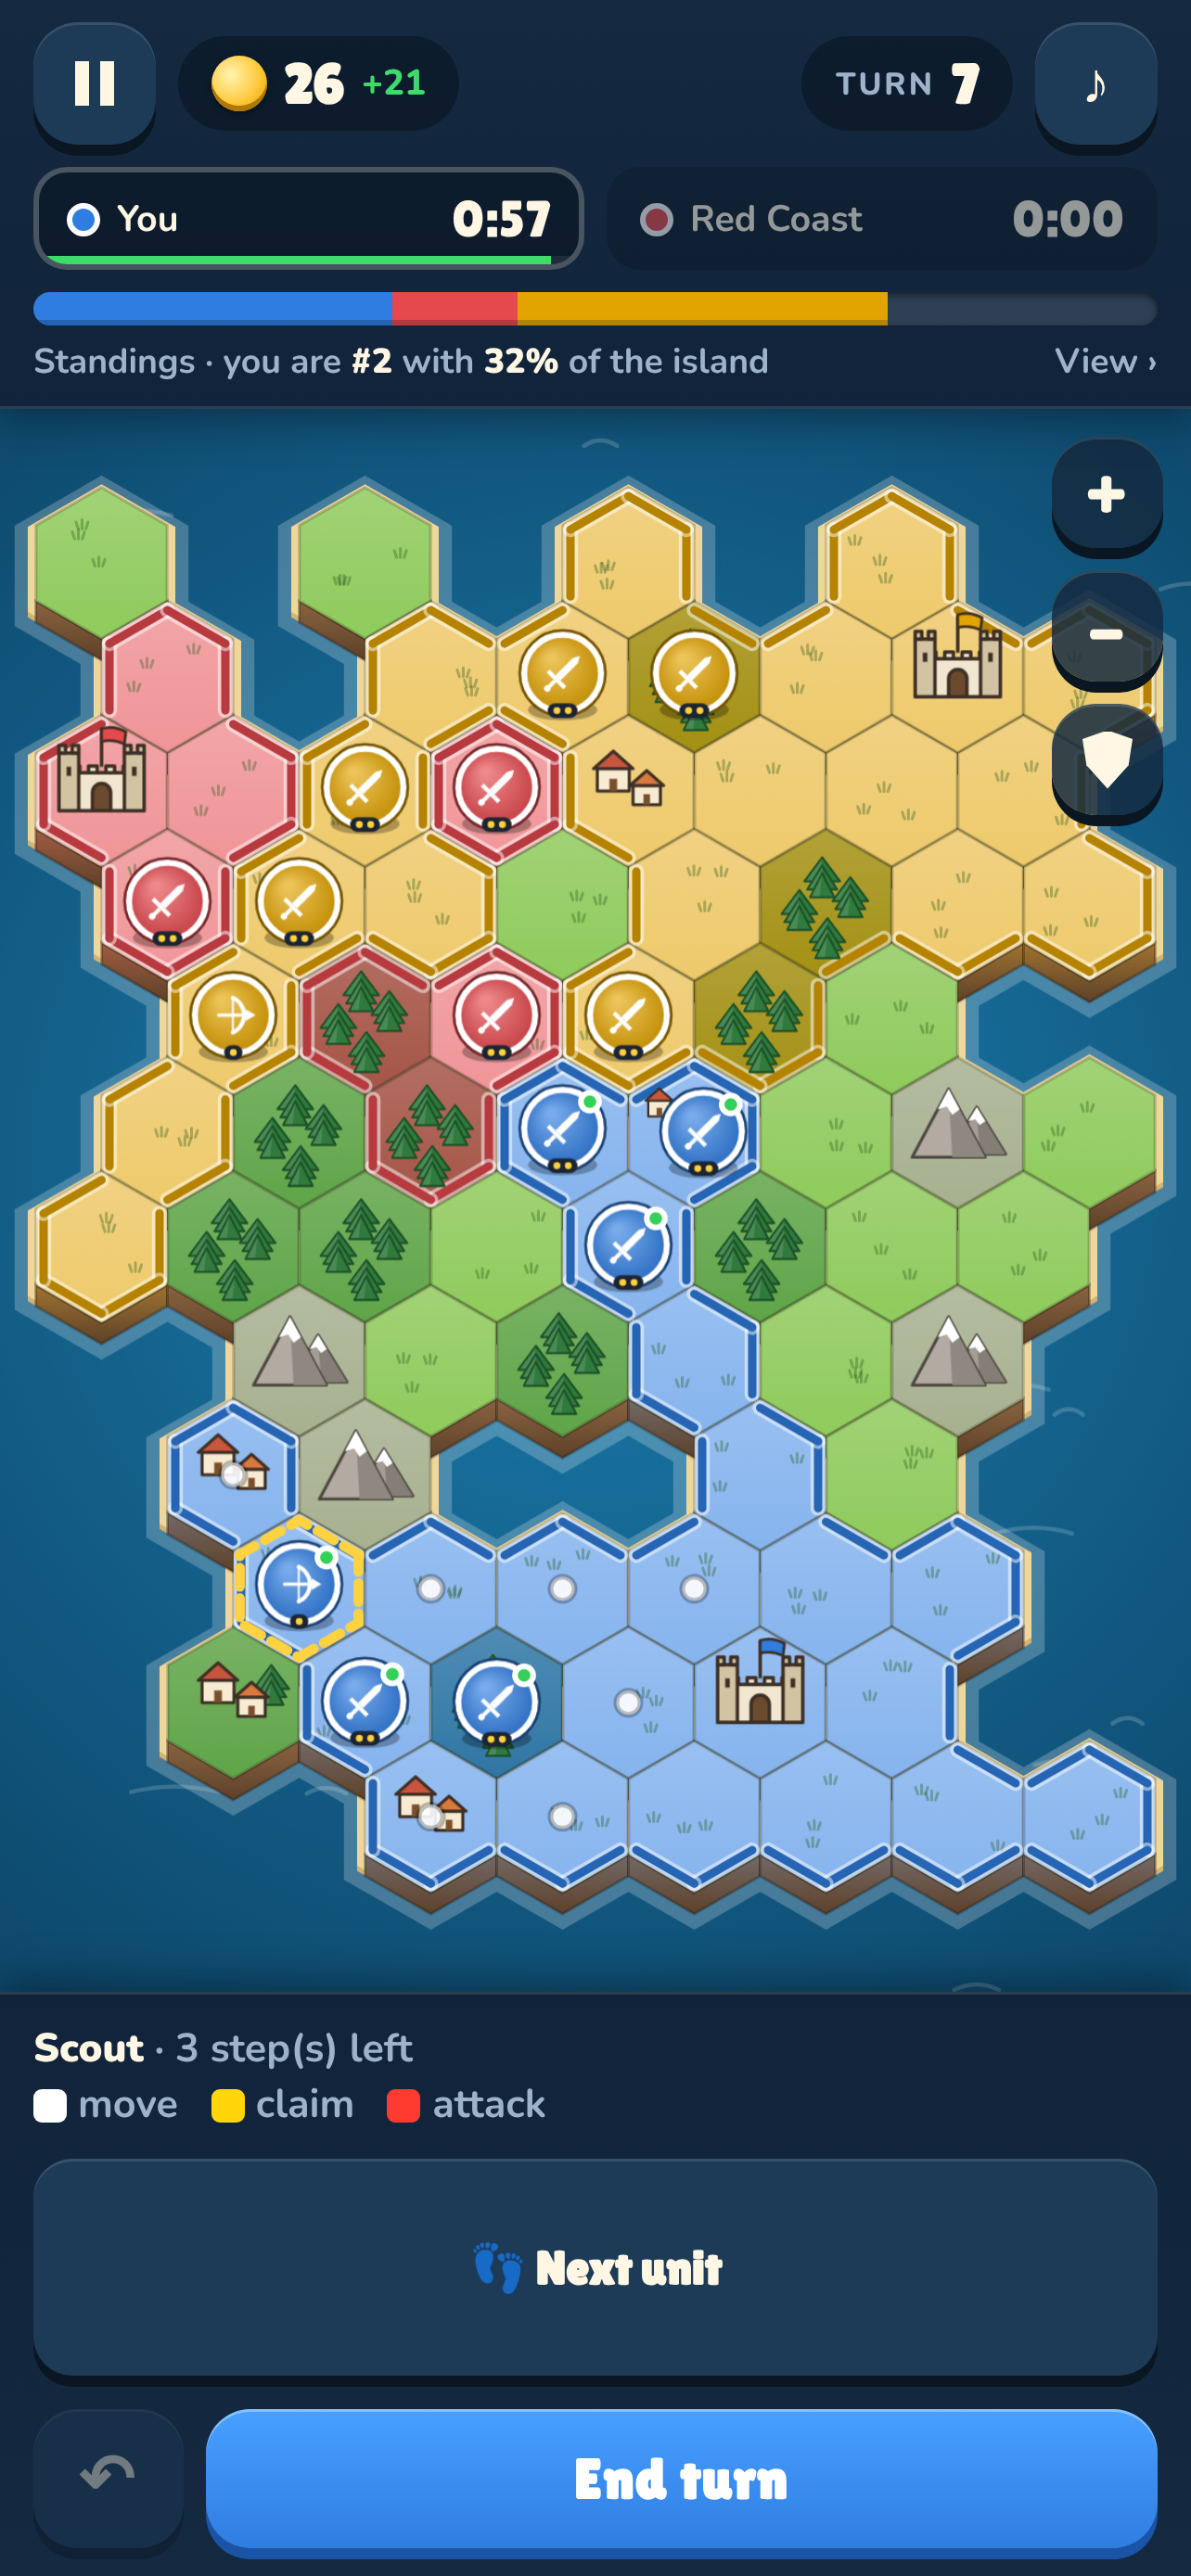 26 +21
TURN 7
You 0:57
Red Coast 0:00
Standings · you are #2 with 32% of the island
View ›
Scout · 3 step(s) left
move claim attack
Next unit
End turn